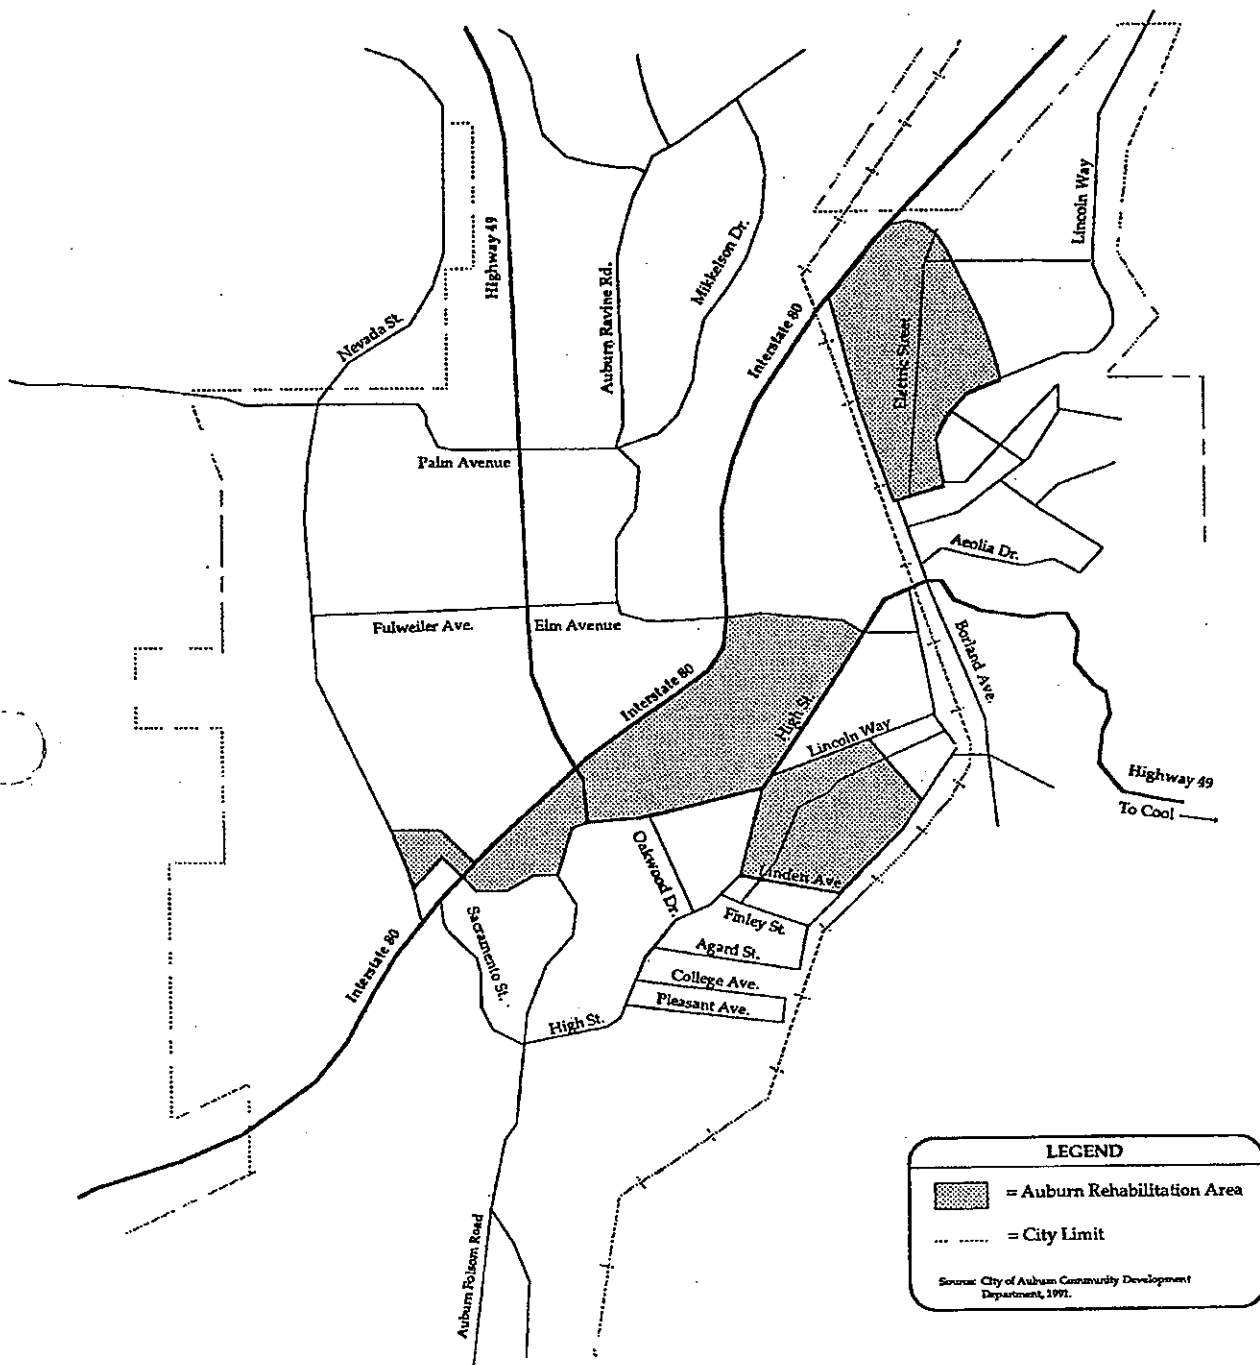 Lincoln Way
Highway 49
Mikkelson Dr.
Auburn Ravine Rd.
Nevada St.
Interstate 80
Electric Street
Palm Avenue
Aeolia Dr.
Fulweiler Ave.
Elm Avenue
Borland Ave.
Interstate 80
High St.
Lincoln Way
Highway 49
To Cool
Oakwood Dr.
Linden Ave.
Finley St.
Sacramento St.
Agard St.
Interstate 80
College Ave.
Pleasant Ave.
High St.
Auburn Folsom Road
LEGEND
= Auburn Rehabilitation Area
= City Limit
Source: City of Auburn Community Development
Department, 1991.